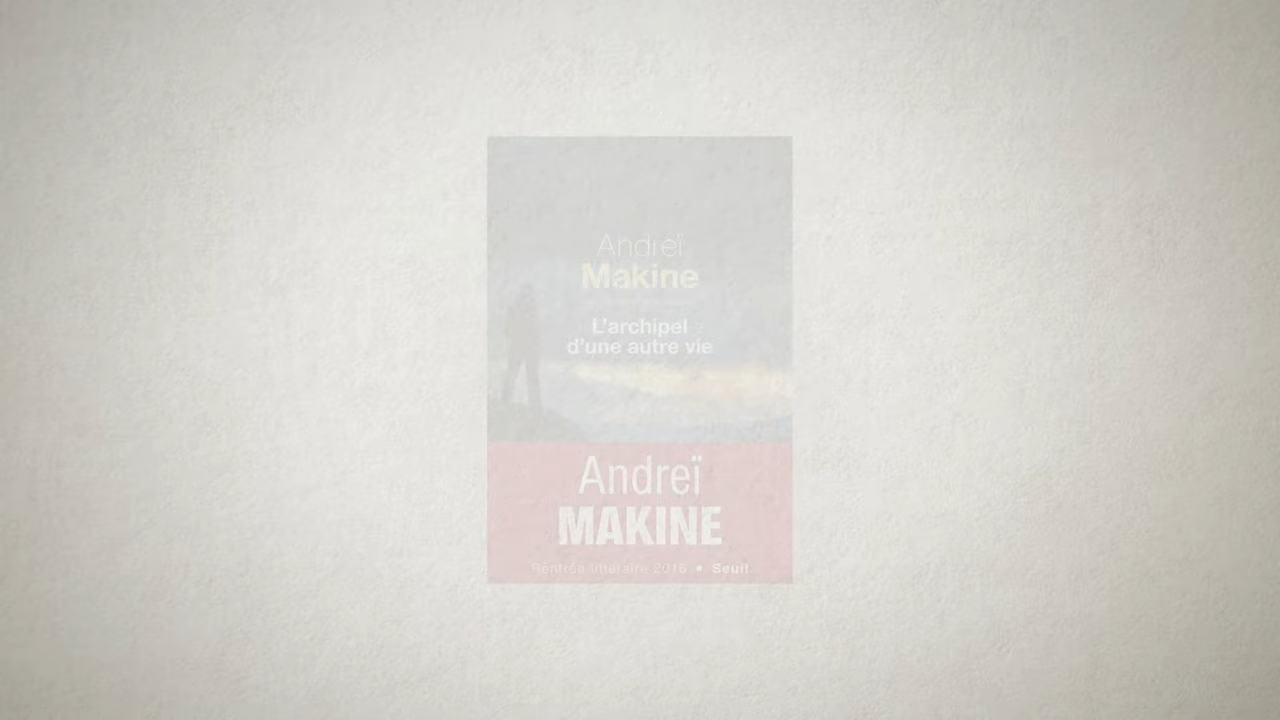 Andreï
Makine
L'archipel
d'une autre vie
Andreï
MAKINE
Rentrée littéraire 2016 • Seuil